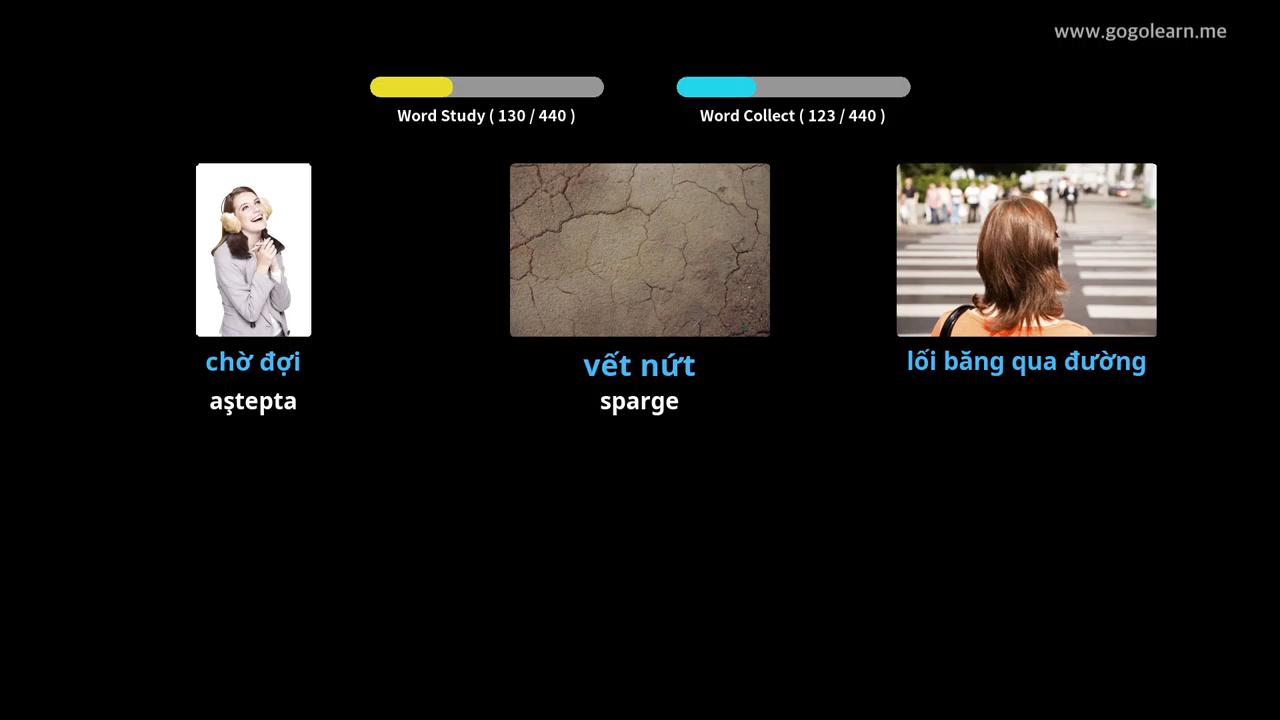 www.gogolearn.me
Word Study ( 130 / 440 )
Word Collect ( 123 / 440 )
chờ đợi
vết nứt
lối băng qua đường
aştepta
sparge